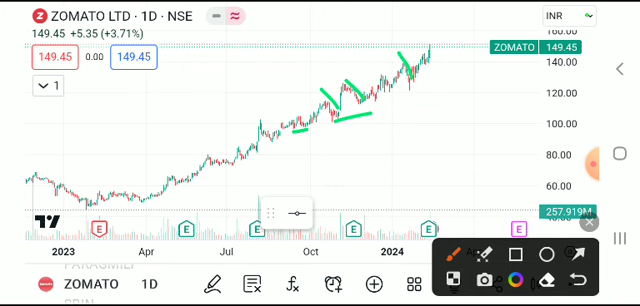 Z ZOMATO LTD · 1D · NSE
INR
149.45 +5.35 (+3.71%)
149.45 0.00 149.45
1
160.00
ZOMATO 149.45
140.00
120.00
100.00
80.00
60.00
257.919M
E E E E E E
2023 Apr Jul Oct 2024
ZOMATO 1D